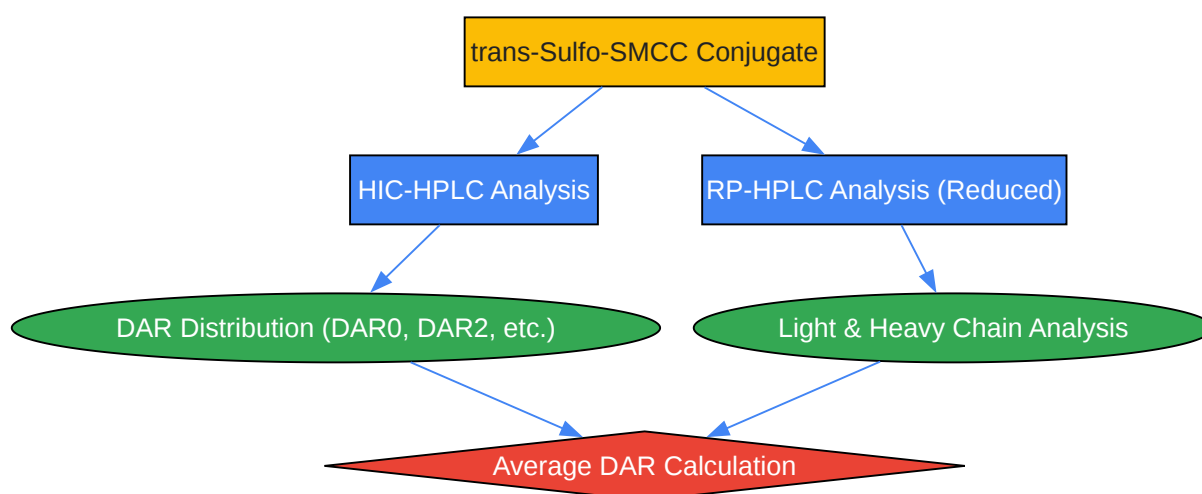 trans-Sulfo-SMCC Conjugate
HIC-HPLC Analysis
RP-HPLC Analysis (Reduced)
DAR Distribution (DAR0, DAR2, etc.)
Light & Heavy Chain Analysis
Average DAR Calculation